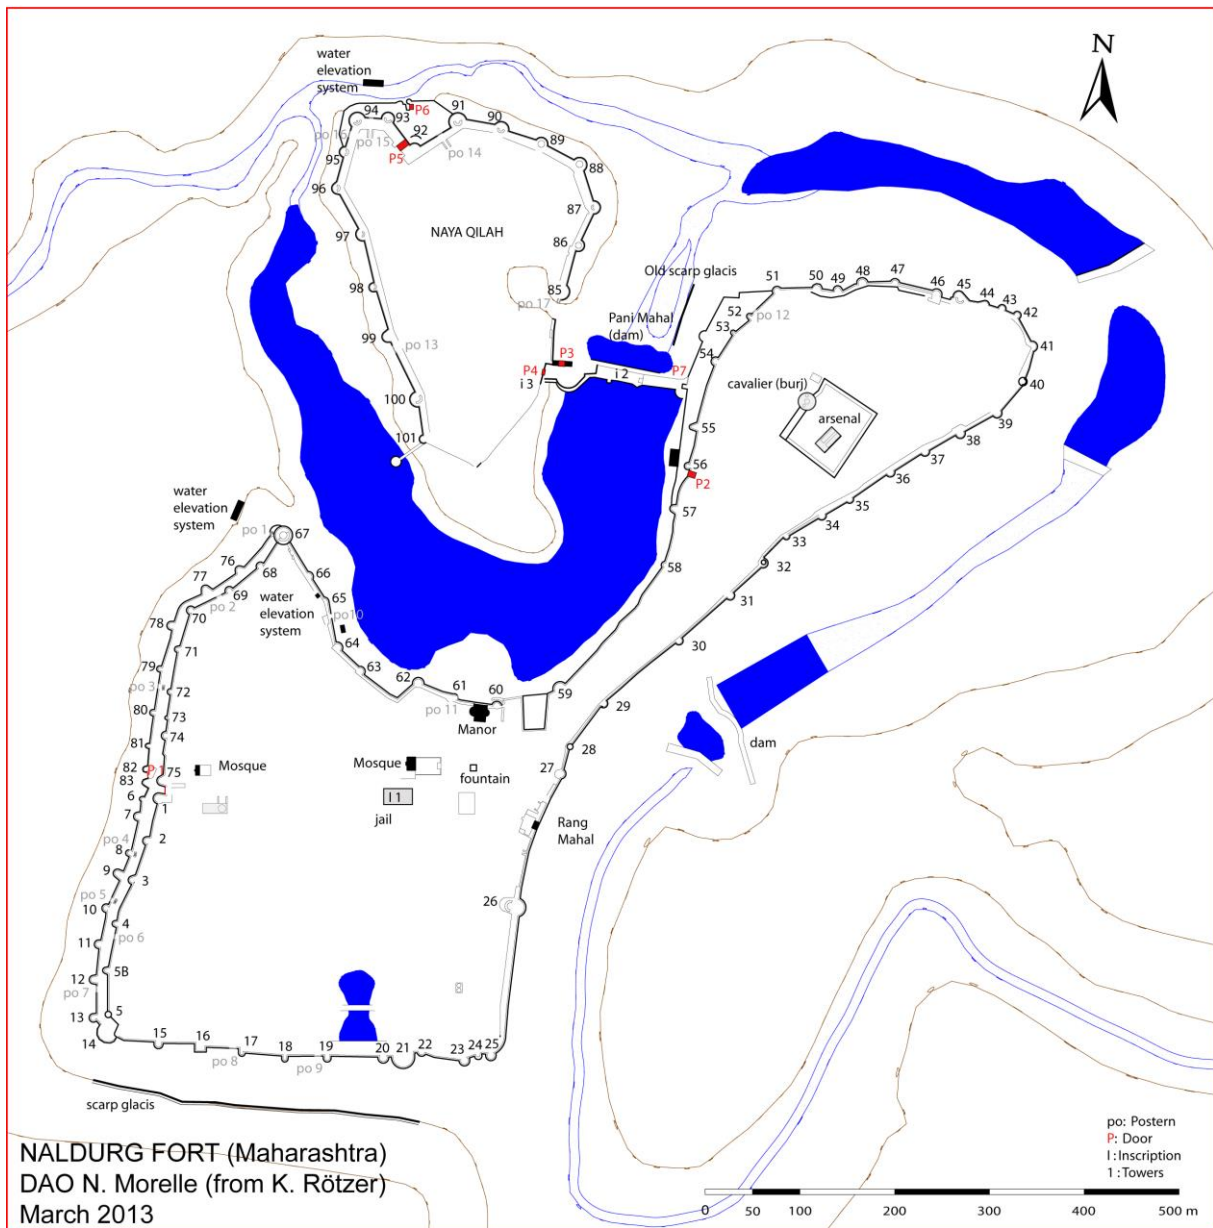 water
elevation
system
N
P6
94
93
91
90
92
po 16
po 15
P5
po 14
89
88
95
96
87
NAYA QILAH
97
86
85
98
po 17
Old scarp glacis
51
50
49
48
47
46
45
44
43
42
52
po 12
Pani Mahal
(dam)
53
99
po 13
P3
54
41
P4
i 3
i 2
P7
cavalier (burj)
40
100
arsenal
39
101
55
38
37
56
P2
36
water
elevation
system
57
35
34
po 1
67
33
76
68
66
58
32
77
69
po 2
water
elevation
system
65
po10
31
70
78
64
30
71
63
79
po 3
72
62
61
60
59
29
80
73
po 11
Manor
74
81
28
dam
82
P 1
75
Mosque
Mosque
fountain
27
83
6
1
I 1
7
jail
Rang
Mahal
po 4
2
8
9
3
po 5
10
26
4
11
po 6
5B
12
po 7
5
13
14
15
16
17
18
19
20
21
22
23
24
25
po 8
po 9
scarp glacis
po: Postern
P: Door
I : Inscription
1 : Towers
NALDURG FORT (Maharashtra)
DAO N. Morelle (from K. Rötzer)
March 2013
0 50 100 200 300 400 500 m